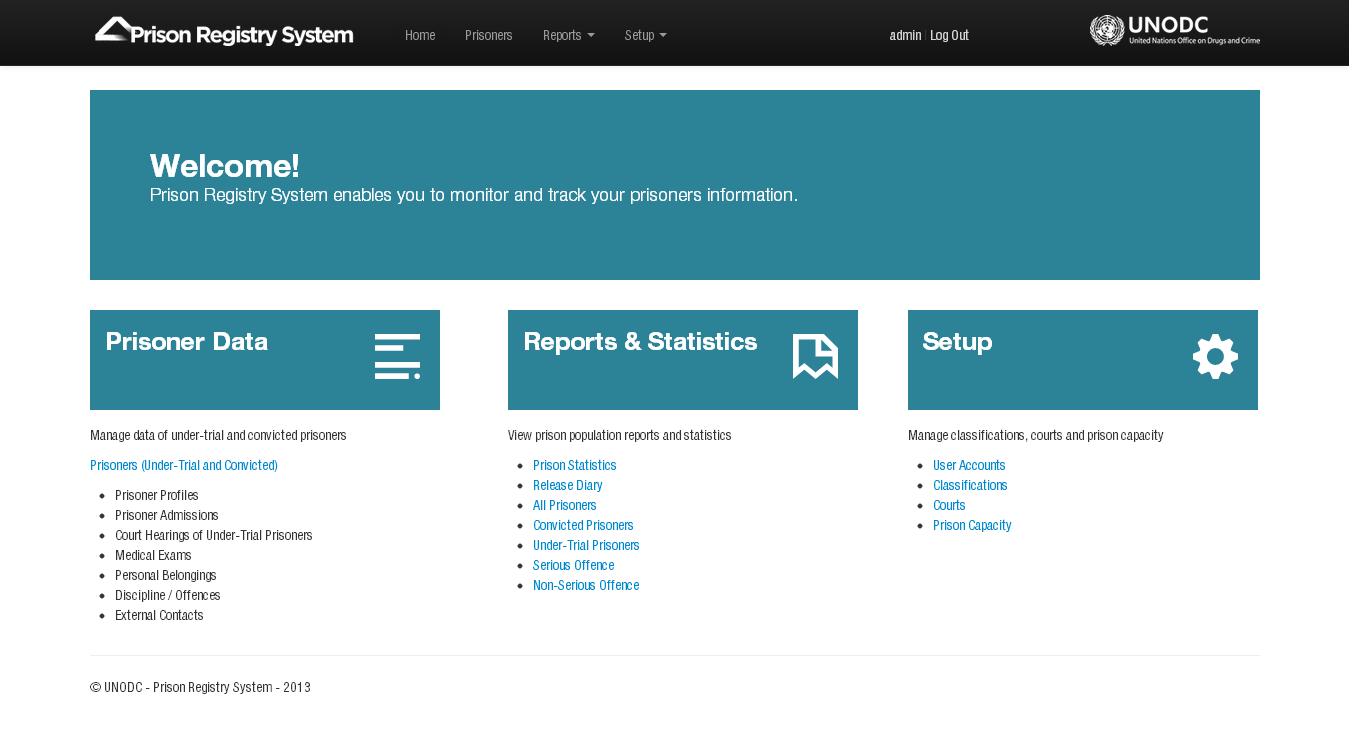 Prison Registry System
Home Prisoners Reports Setup
admin | Log Out
UNODC
United Nations Office on Drugs and Crime
Welcome!
Prison Registry System enables you to monitor and track your prisoners information.
Prisoner Data
Manage data of under-trial and convicted prisoners
Prisoners (Under-Trial and Convicted)
Prisoner Profiles
Prisoner Admissions
Court Hearings of Under-Trial Prisoners
Medical Exams
Personal Belongings
Discipline / Offences
External Contacts
Reports & Statistics
View prison population reports and statistics
Prison Statistics
Release Diary
All Prisoners
Convicted Prisoners
Under-Trial Prisoners
Serious Offence
Non-Serious Offence
Setup
Manage classifications, courts and prison capacity
User Accounts
Classifications
Courts
Prison Capacity
© UNODC - Prison Registry System - 2013